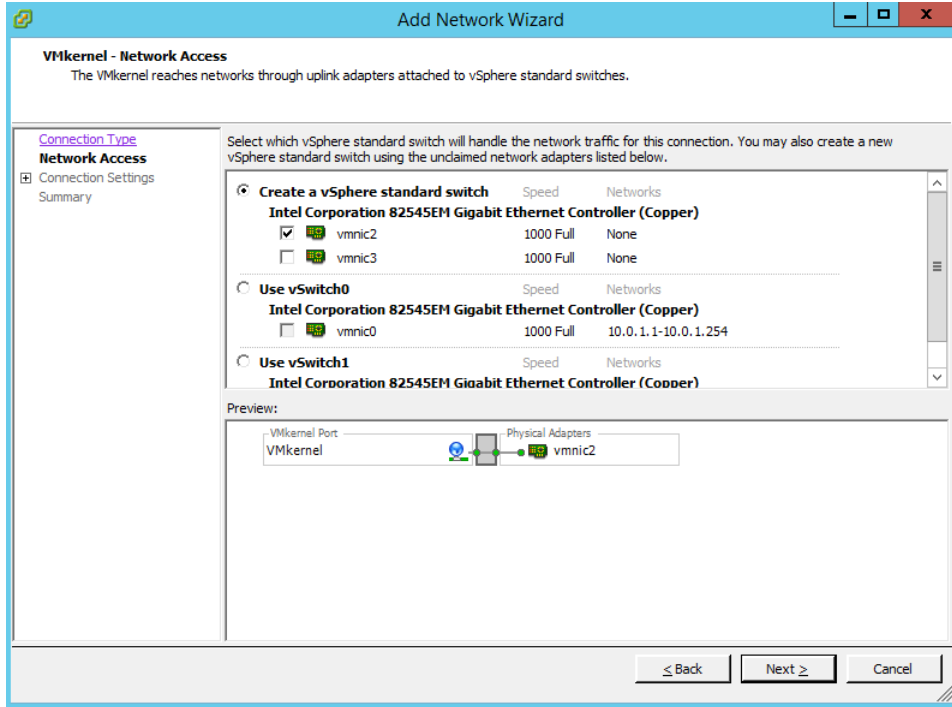 Add Network Wizard
VMkernel - Network Access
The VMkernel reaches networks through uplink adapters attached to vSphere standard switches.
Connection Type
Network Access
Connection Settings
Summary
Select which vSphere standard switch will handle the network traffic for this connection. You may also create a new
vSphere standard switch using the unclaimed network adapters listed below.
Create a vSphere standard switch Speed Networks
Intel Corporation 82545EM Gigabit Ethernet Controller (Copper)
vmnic2 1000 Full None
vmnic3 1000 Full None
Use vSwitch0 Speed Networks
Intel Corporation 82545EM Gigabit Ethernet Controller (Copper)
vmnic0 1000 Full 10.0.1.1-10.0.1.254
Use vSwitch1 Speed Networks
Intel Corporation 82545EM Gigabit Ethernet Controller (Copper)
Preview:
VMkernel Port Physical Adapters
VMkernel vmnic2
< Back Next > Cancel